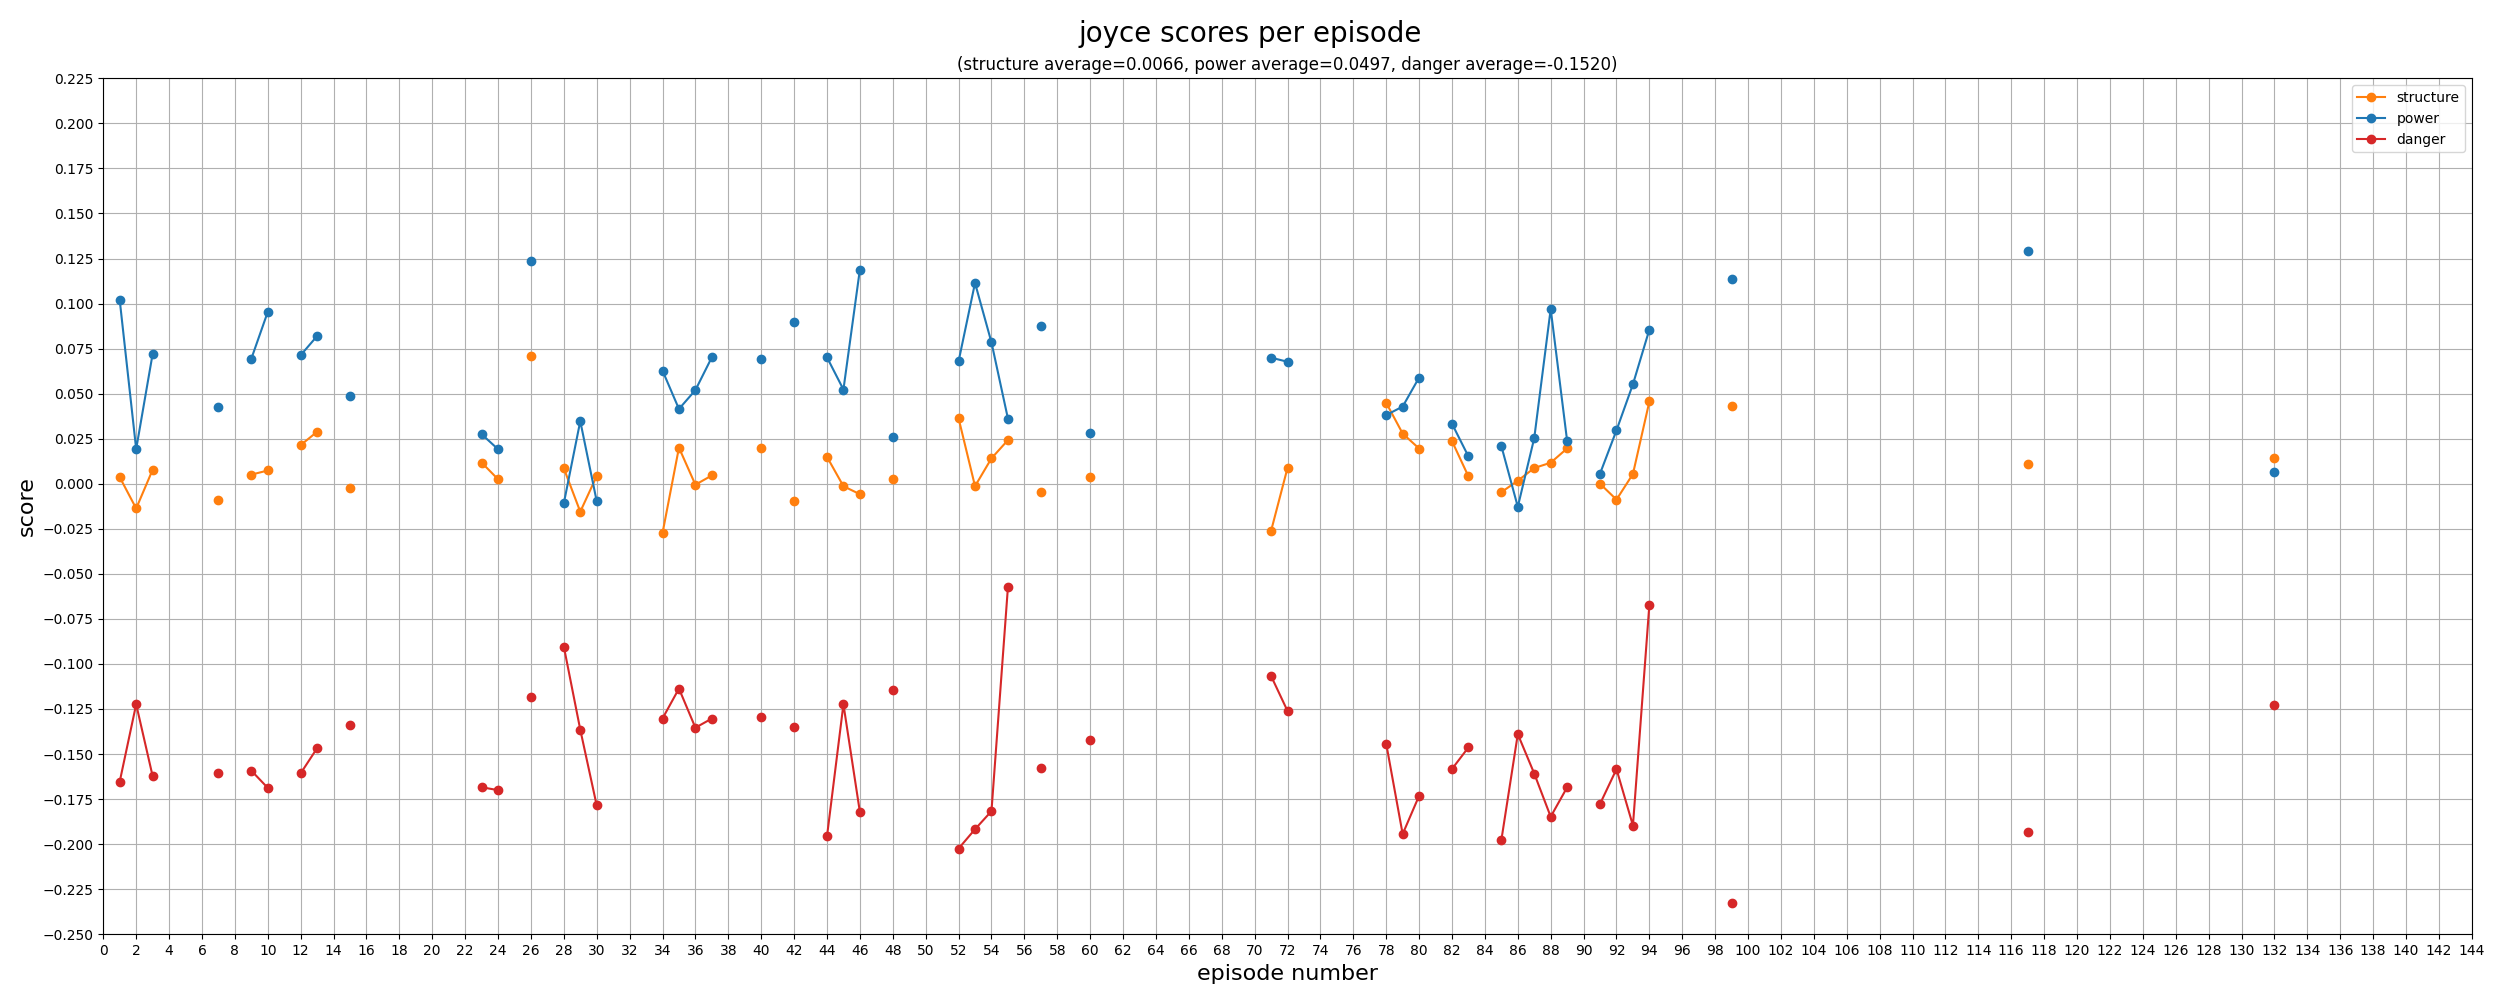 joyce scores per episode
(structure average=0.0066, power average=0.0497, danger average=-0.1520)
structure
power
danger
score
0.225
0.200
0.175
0.150
0.125
0.100
0.075
0.050
0.025
0.000
−0.025
−0.050
−0.075
−0.100
−0.125
−0.150
−0.175
−0.200
−0.225
−0.250
0 2 4 6 8 10 12 14 16 18 20 22 24 26 28 30 32 34 36 38 40 42 44 46 48 50 52 54 56 58 60 62 64 66 68 70 72 74 76 78 80 82 84 86 88 90 92 94 96 98 100 102 104 106 108 110 112 114 116 118 120 122 124 126 128 130 132 134 136 138 140 142 144
episode number